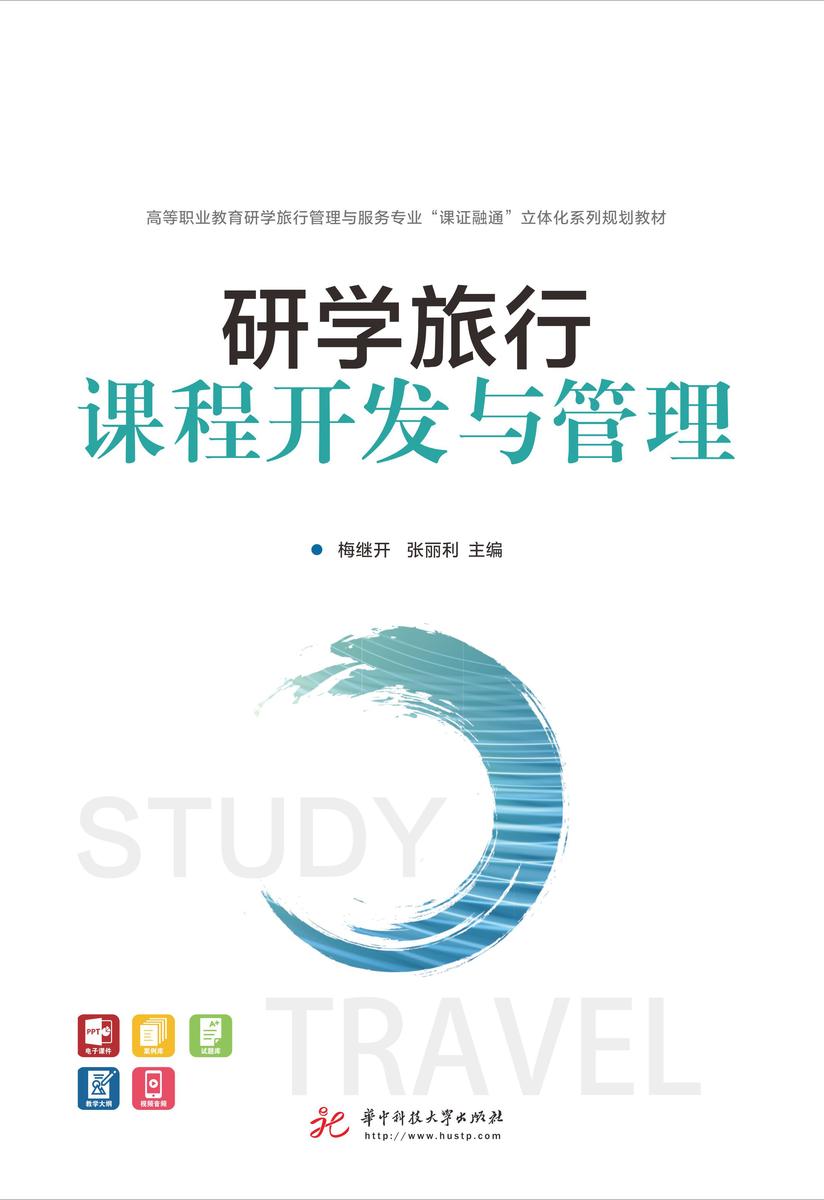 高等职业教育研学旅行管理与服务专业“课证融通”立体化系列规划教材
研学旅行
课程开发与管理
梅继开 张丽利 主编
STUDY
TRAVEL
PPT
电子课件
案例库
A+
试题库
教学大纲
视频音频
华中科技大学出版社
http://www.hustp.com